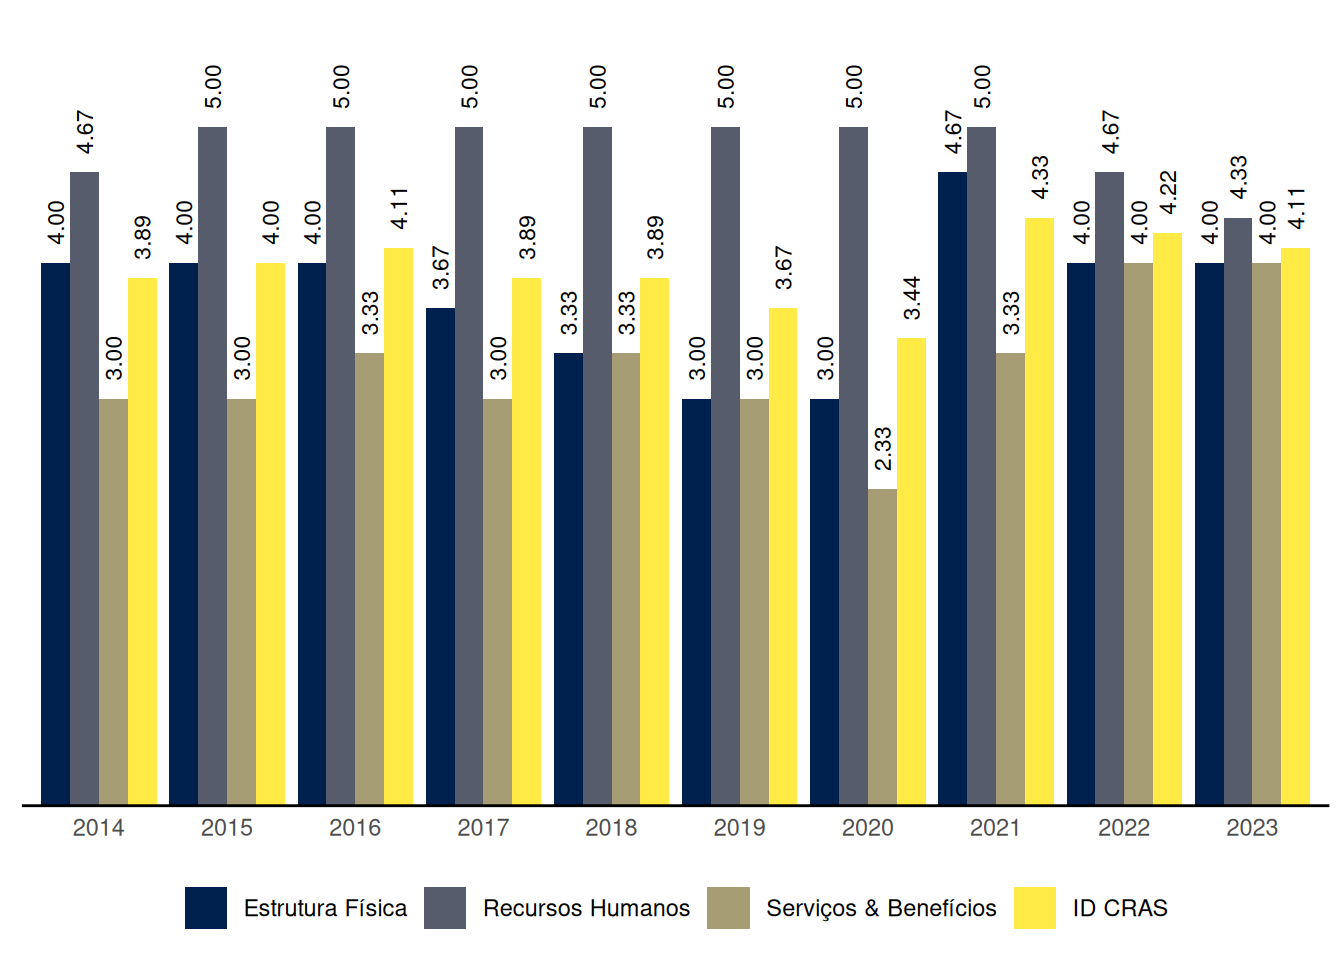 4.00 4.67 3.00 3.89
4.00 5.00 3.00 4.00
4.00 5.00 3.33 4.11
3.67 5.00 3.00 3.89
3.33 5.00 3.33 3.89
3.00 5.00 3.00 3.67
3.00 5.00 2.33 3.44
4.67 5.00 3.33 4.33
4.00 4.67 4.00 4.22
4.00 4.33 4.00 4.11
2014 2015 2016 2017 2018 2019 2020 2021 2022 2023
Estrutura Física Recursos Humanos Serviços & Benefícios ID CRAS